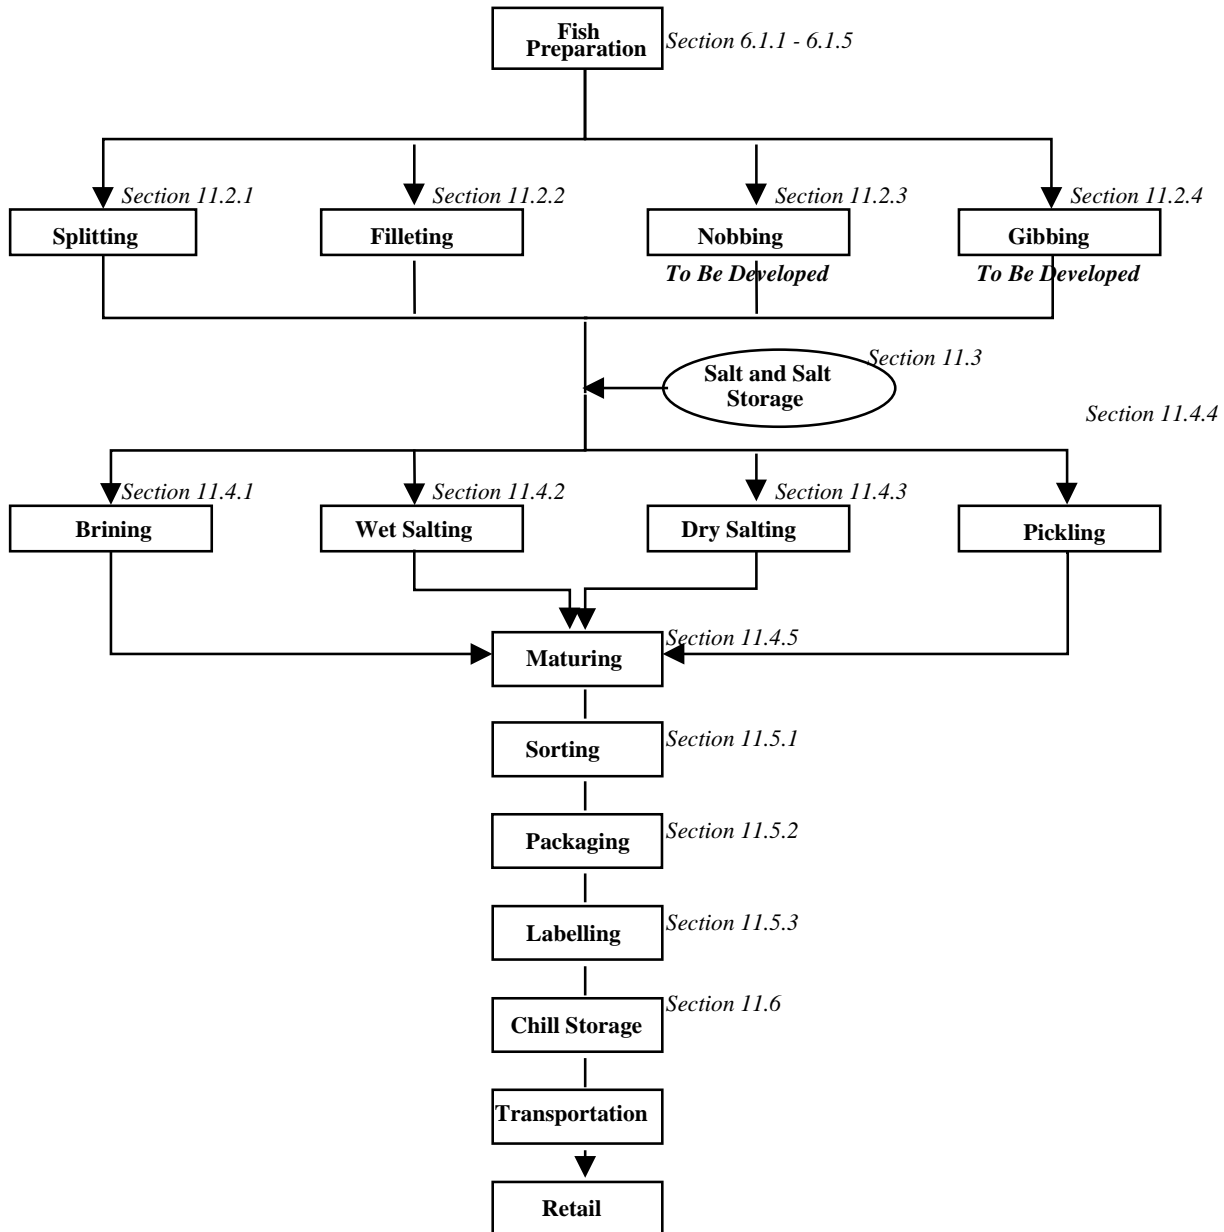 Fish
Preparation
Section 6.1.1 - 6.1.5
Section 11.2.1
Section 11.2.2
Section 11.2.3
Section 11.2.4
Splitting
Filleting
Nobbing
Gibbing
To Be Developed
To Be Developed
Section 11.3
Salt and Salt
Storage
Section 11.4.4
Section 11.4.1
Section 11.4.2
Section 11.4.3
Brining
Wet Salting
Dry Salting
Pickling
Section 11.4.5
Maturing
Section 11.5.1
Sorting
Section 11.5.2
Packaging
Section 11.5.3
Labelling
Section 11.6
Chill Storage
Transportation
Retail